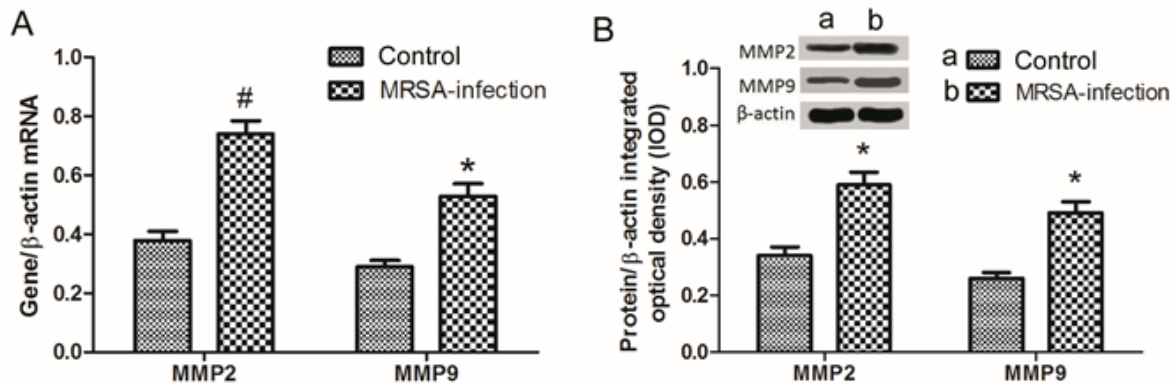 A
1.0
0.8
0.6
0.4
0.2
0.0
Gene/β-actin mRNA
Control
MRSA-infection
#
*
MMP2
MMP9
B
a b
MMP2
MMP9
β-actin
a Control
b MRSA-infection
1.0
0.8
0.6
0.4
0.2
0.0
Protein/β-actin integrated
optical density (IOD)
*
*
MMP2
MMP9